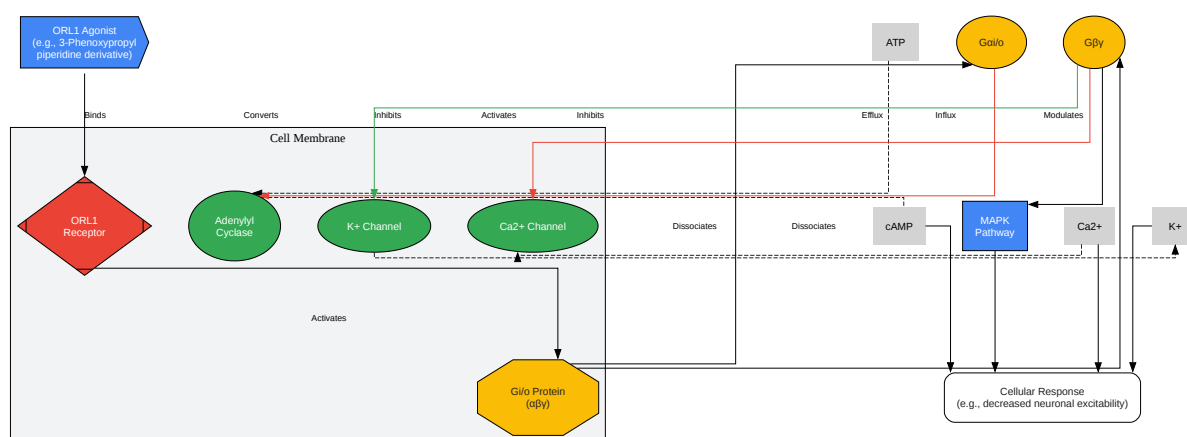 ORL1 Agonist
(e.g., 3-Phenoxypropyl
piperidine derivative)
ATP
Gαi/o
Gβγ
Binds
Converts
Inhibits
Activates
Inhibits
Efflux
Influx
Modulates
Cell Membrane
ORL1
Receptor
Adenylyl
Cyclase
K+ Channel
Ca2+ Channel
Dissociates
Dissociates
cAMP
MAPK
Pathway
Ca2+
K+
Activates
Gi/o Protein
(αβγ)
Cellular Response
(e.g., decreased neuronal excitability)